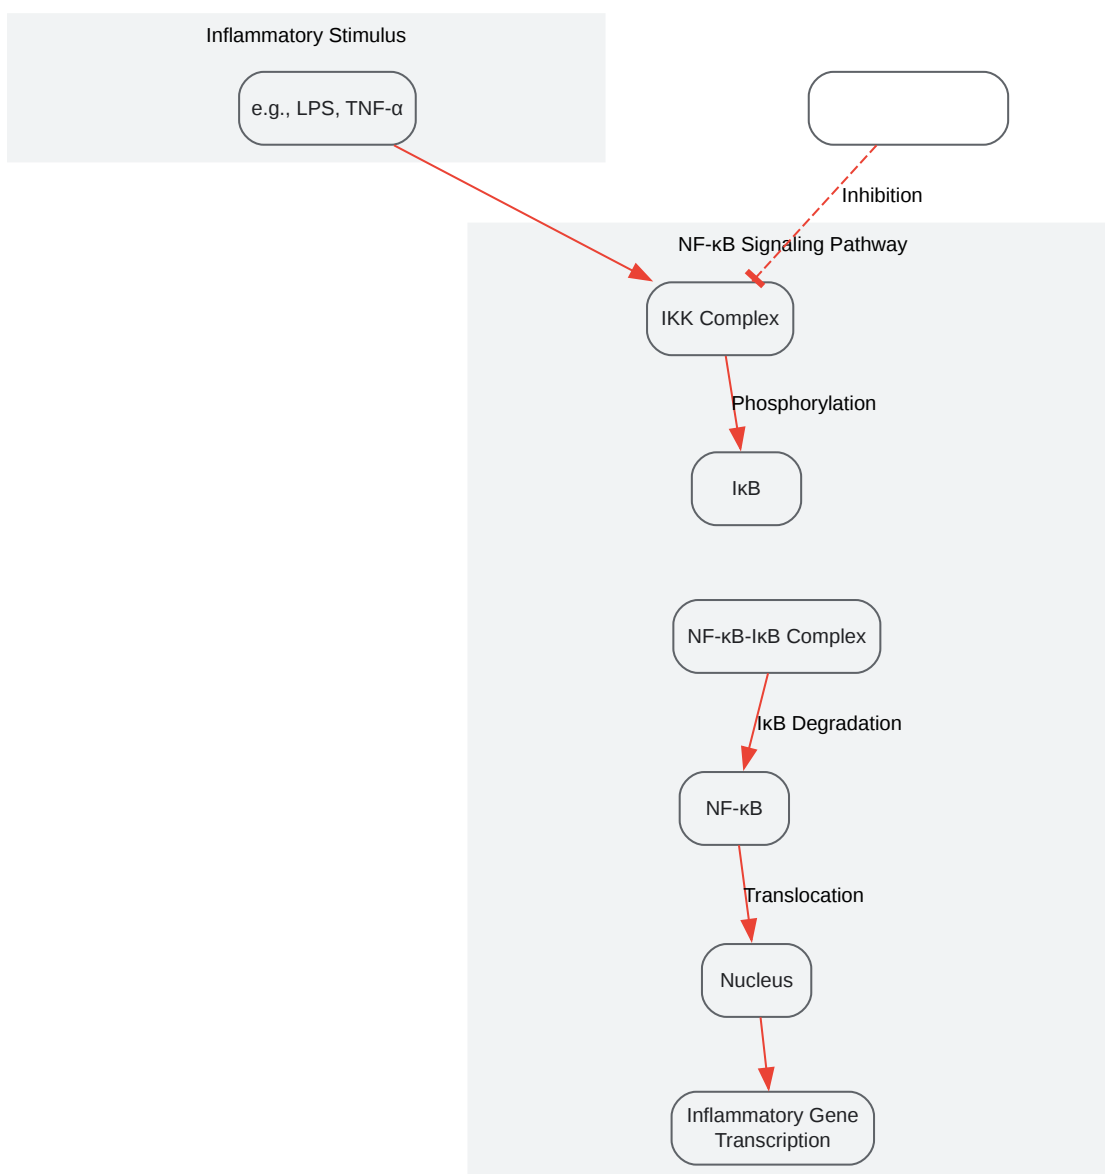 Inflammatory Stimulus
e.g., LPS, TNF-α
Inhibition
NF-κB Signaling Pathway
IKK Complex
Phosphorylation
IκB
NF-κB-IκB Complex
IκB Degradation
NF-κB
Translocation
Nucleus
Inflammatory Gene
Transcription